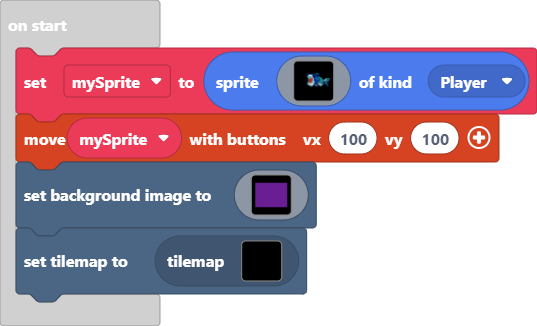 on start
set mySprite to sprite of kind Player
move mySprite with buttons vx 100 vy 100
set background image to
set tilemap to tilemap